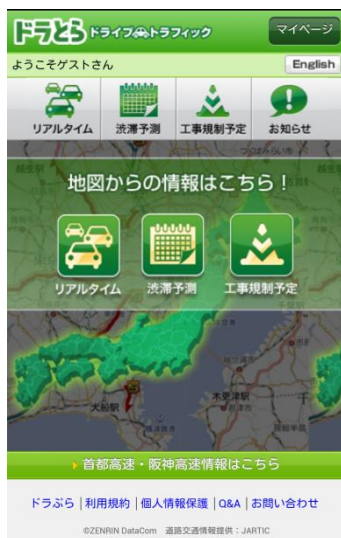 ドラとら ドライブトラフィック
マイページ
ようこそゲストさん
English
リアルタイム 渋滞予測 工事規制予定 お知らせ
地図からの情報はこちら！
リアルタイム 渋滞予測 工事規制予定
大船駅
木更津駅
首都高速・阪神高速情報はこちら
ドラぷら | 利用規約 | 個人情報保護 | Q&A | お問い合わせ
©ZENRIN DataCom 道路交通情報提供：JARTIC